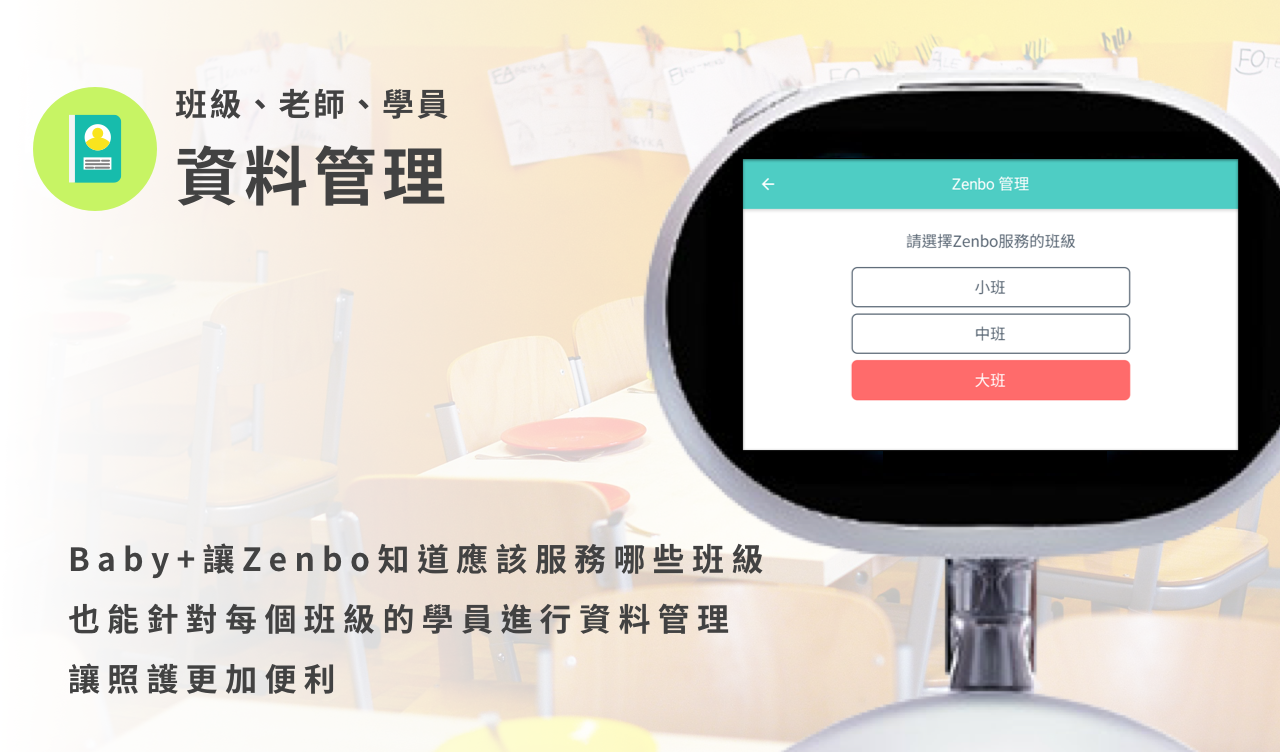 班級、老師、學員
資料管理
Zenbo 管理
請選擇Zenbo服務的班級
小班
中班
大班
Baby+讓Zenbo知道應該服務哪些班級
也能針對每個班級的學員進行資料管理
讓照護更加便利